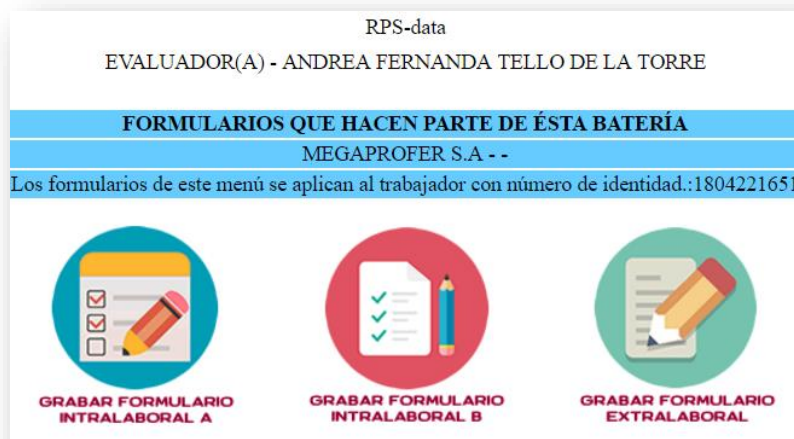 RPS-data
EVALUADOR(A) - ANDREA FERNANDA TELLO DE LA TORRE
FORMULARIOS QUE HACEN PARTE DE ÉSTA BATERÍA
MEGAPROFER S.A - -
Los formularios de este menú se aplican al trabajador con número de identidad.:1804221651
GRABAR FORMULARIO
INTRALABORAL A
GRABAR FORMULARIO
INTRALABORAL B
GRABAR FORMULARIO
EXTRALABORAL